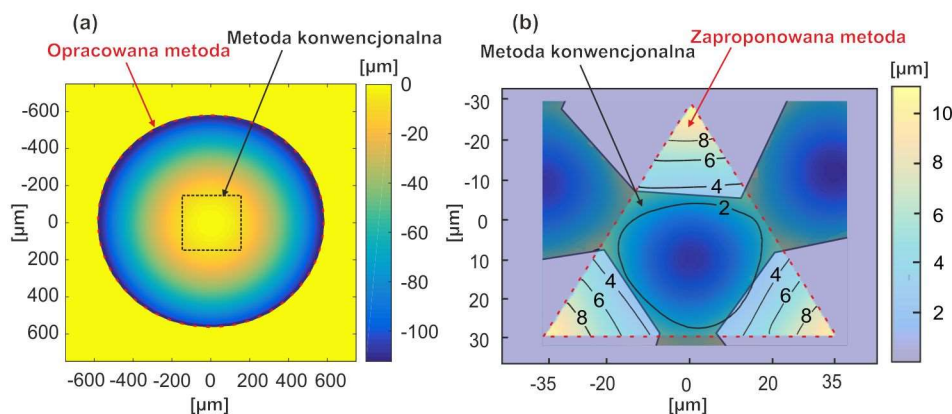 (a)
Opracowana metoda
Metoda konwencjonalna
[µm]
-600
-400
-200
0
200
400
600
[µm]
-600 -400 -200 0 200 400 600
[µm]
0
-20
-40
-60
-80
-100
(b)
Zaproponowana metoda
Metoda konwencjonalna
[µm]
-30
-20
-10
0
10
20
30
[µm]
-35 -20 0 20 35
[µm]
8
6
4
2
4
6
8
4
6
8
10
8
6
4
2